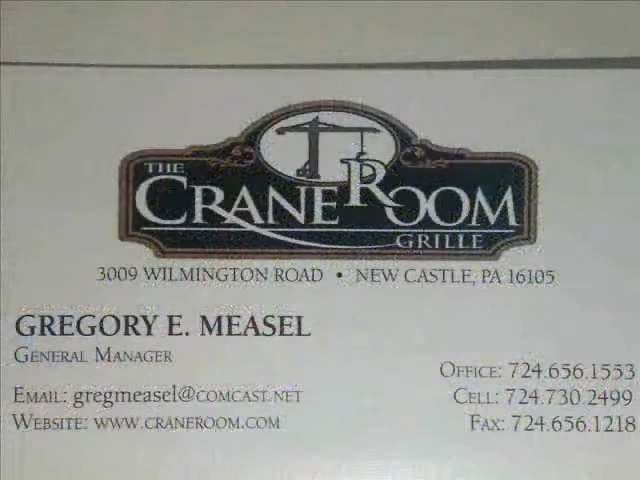 THE
CRANE ROOM
GRILLE
3009 WILMINGTON ROAD • NEW CASTLE, PA 16105
GREGORY E. MEASEL
GENERAL MANAGER
OFFICE: 724.656.1553
EMAIL: gregmeasel@COMCAST.NET
CELL: 724.730.2499
WEBSITE: WWW.CRANEROOM.COM
FAX: 724.656.1218